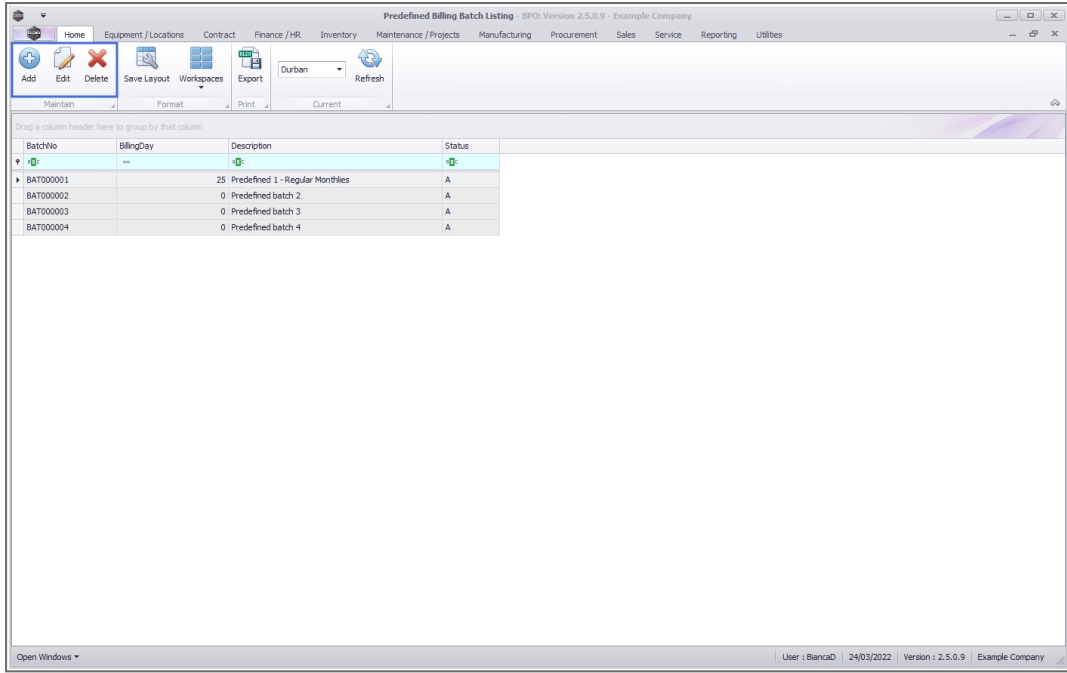 Predefined Billing Batch Listing - BPO: Version 2.5.0.9 - Example Company
Home Equipment / Locations Contract Finance / HR Inventory Maintenance / Projects Manufacturing Procurement Sales Service Reporting Utilities
Add Edit Delete Save Layout Workspaces Export Durban Refresh
Maintain Format Print Current
Drag a column header here to group by that column
BatchNo BillingDay Description Status
BAT000001 25 Predefined 1 - Regular Monthlies A
BAT000002 0 Predefined batch 2 A
BAT000003 0 Predefined batch 3 A
BAT000004 0 Predefined batch 4 A
Open Windows User : BiancaD 24/03/2022 Version : 2.5.0.9 Example Company